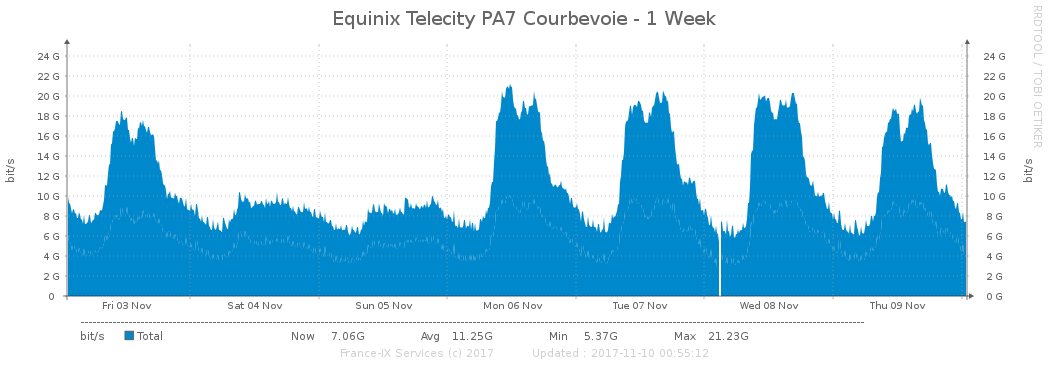 Equinix Telecity PA7 Courbevoie - 1 Week
RRDTOOL / TOBI OETIKER
24 G 24 G
22 G 22 G
20 G 20 G
18 G 18 G
16 G 16 G
14 G 14 G
12 G 12 G
10 G 10 G
8 G 8 G
6 G 6 G
4 G 4 G
2 G 2 G
0 0 G
bit/s
bit/s
Fri 03 Nov Sat 04 Nov Sun 05 Nov Mon 06 Nov Tue 07 Nov Wed 08 Nov Thu 09 Nov
bit/s Total Now 7.06G Avg 11.25G Min 5.37G Max 21.23G
France-IX Services (c) 2017 Updated : 2017-11-10 00:55:12